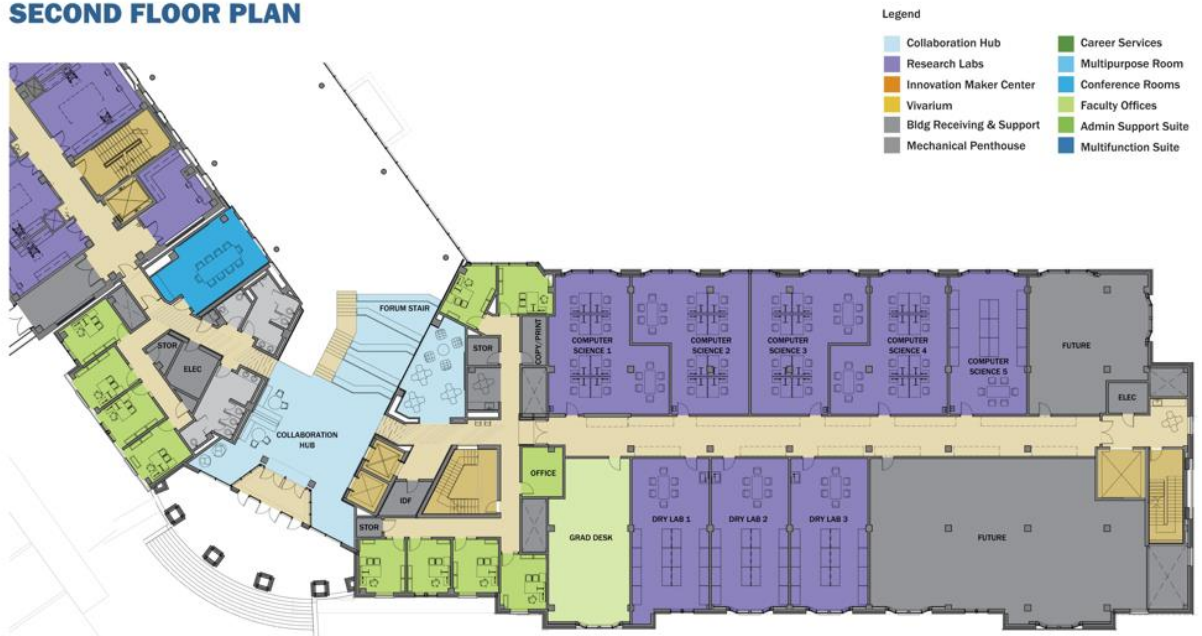 SECOND FLOOR PLAN
Legend
Collaboration Hub
Research Labs
Innovation Maker Center
Vivarium
Bldg Receiving & Support
Mechanical Penthouse
Career Services
Multipurpose Room
Conference Rooms
Faculty Offices
Admin Support Suite
Multifunction Suite
FORUM STAIR
STOR
ELEC
COLLABORATION
HUB
STOR
COPY/PRINT
COMPUTER
SCIENCE 1
COMPUTER
SCIENCE 2
COMPUTER
SCIENCE 3
COMPUTER
SCIENCE 4
COMPUTER
SCIENCE 5
FUTURE
ELEC
OFFICE
IDF
STOR
GRAD DESK
DRY LAB 1
DRY LAB 2
DRY LAB 3
FUTURE